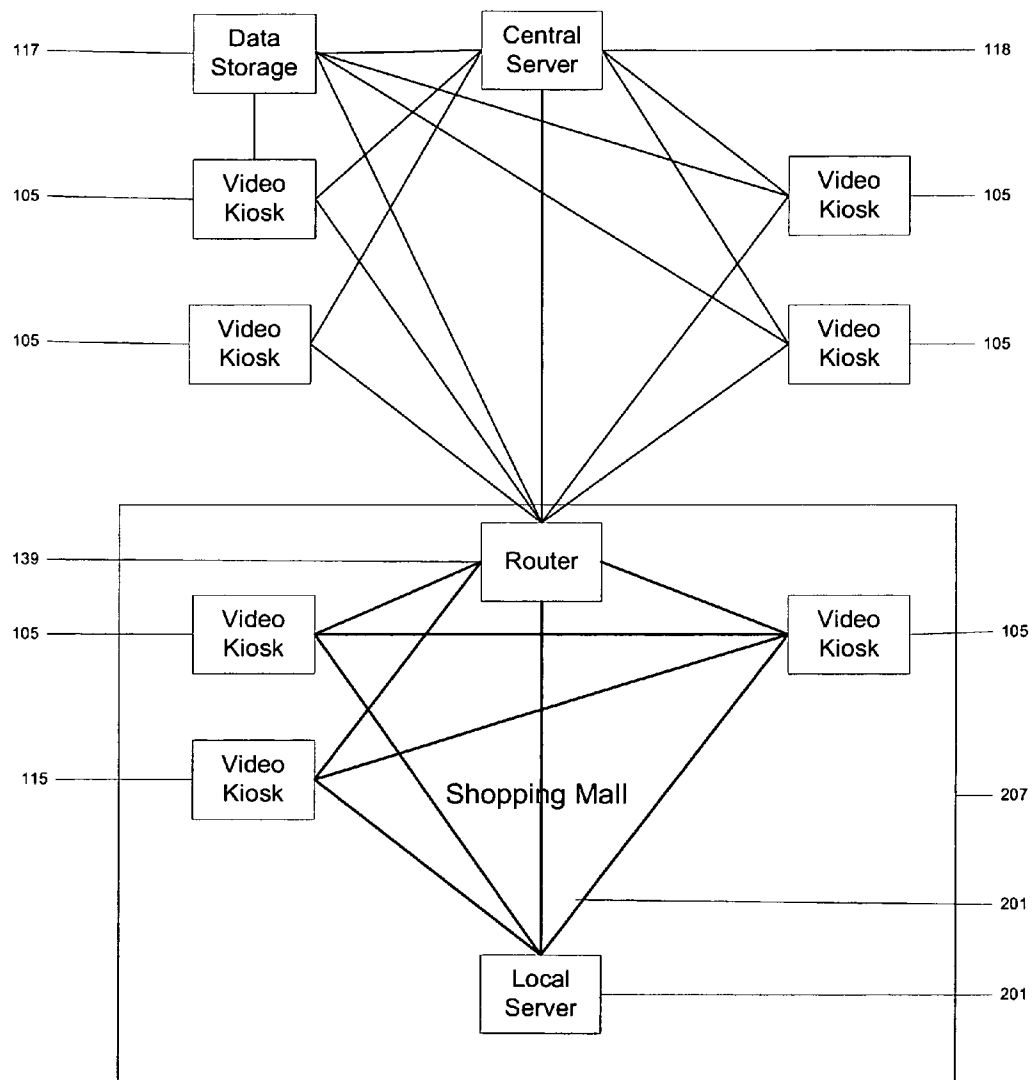 117
Data
Storage
Central
Server
118
105
Video
Kiosk
Video
Kiosk
105
105
Video
Kiosk
Video
Kiosk
105
139
Router
105
Video
Kiosk
Video
Kiosk
105
115
Video
Kiosk
Shopping Mall
207
201
Local
Server
201